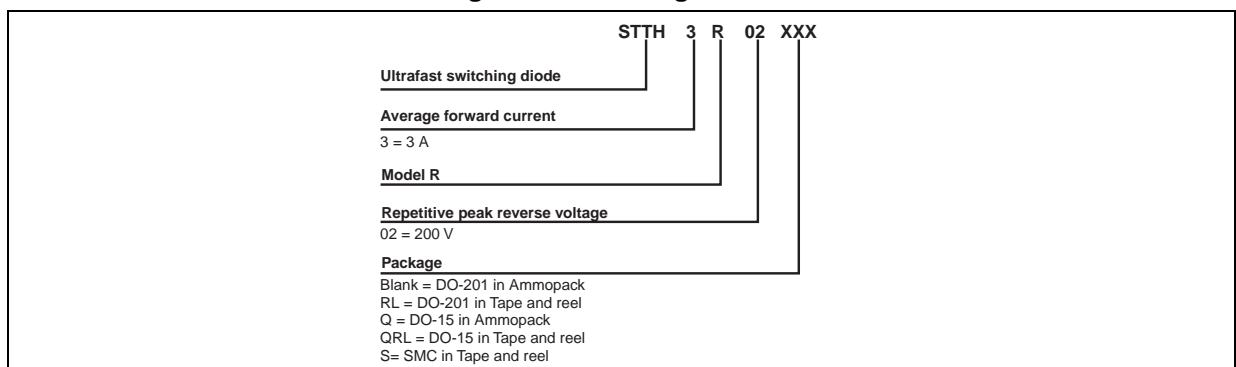 STTH 3 R 02 XXX
Ultrafast switching diode
Average forward current
3 = 3 A
Model R
Repetitive peak reverse voltage
02 = 200 V
Package
Blank = DO-201 in Ammopack
RL = DO-201 in Tape and reel
Q = DO-15 in Ammopack
QRL = DO-15 in Tape and reel
S= SMC in Tape and reel